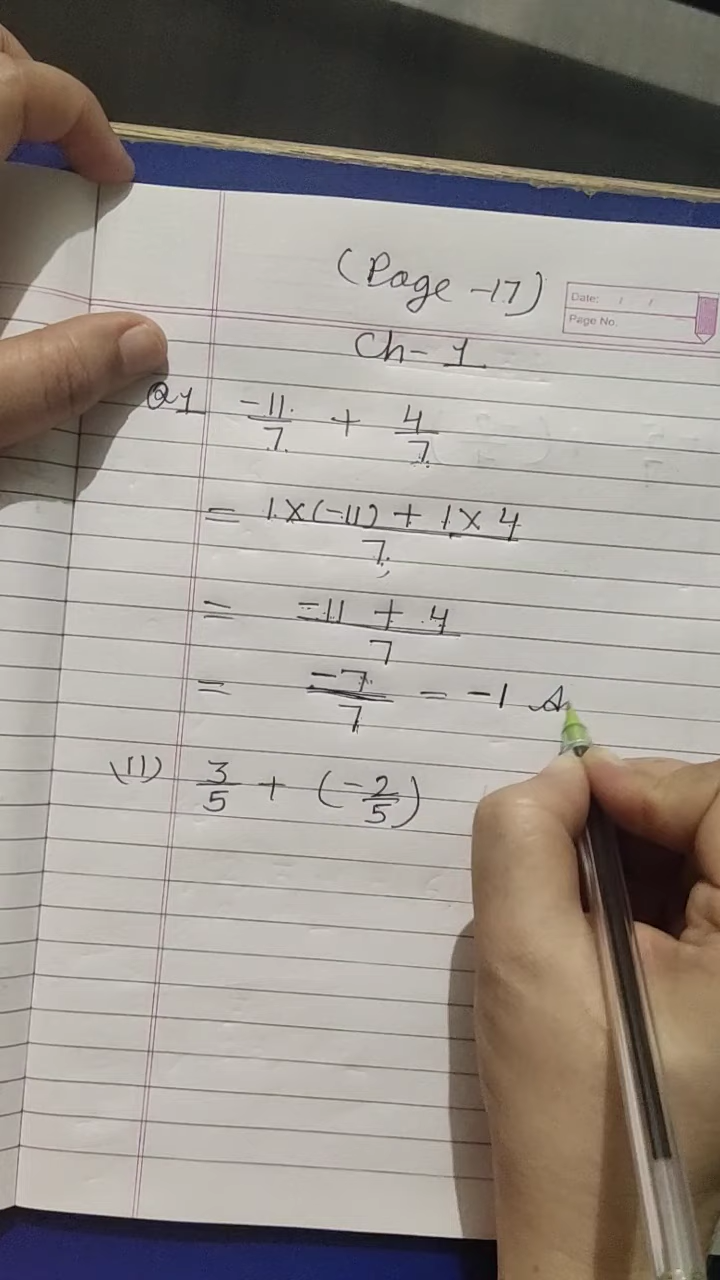 (Page -17)
Date: / /
Page No.
Ch- 1
Q1 -11/7 + 4/7
= 1×(-11) + 1×4 / 7
= -11 + 4 / 7
= -7/7 = -1 A
(II) 3/5 + (-2/5)